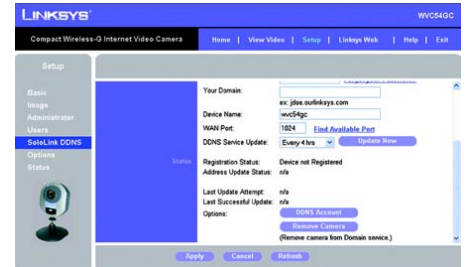 LINKSYS
WVC54GC
Compact Wireless-G Internet Video Camera
Home | View Video | Setup | Linksys Web | Help | Exit
Setup
Basic
Image
Administrator
Users
SoloLink DDNS
Options
Status
Your Domain:
ex: jdoe.ourlinksys.com
Device Name: wvc54gc
WAN Port: 1024 Find Available Port
DDNS Service Update: Every 4 hrs Update Now
Status
Registration Status: Device not Registered
Address Update Status: n/a
Last Update Attempt: n/a
Last Successful Update: n/a
Options: DDNS Account
Remove Camera
(Remove camera from Domain service.)
Apply Cancel Refresh